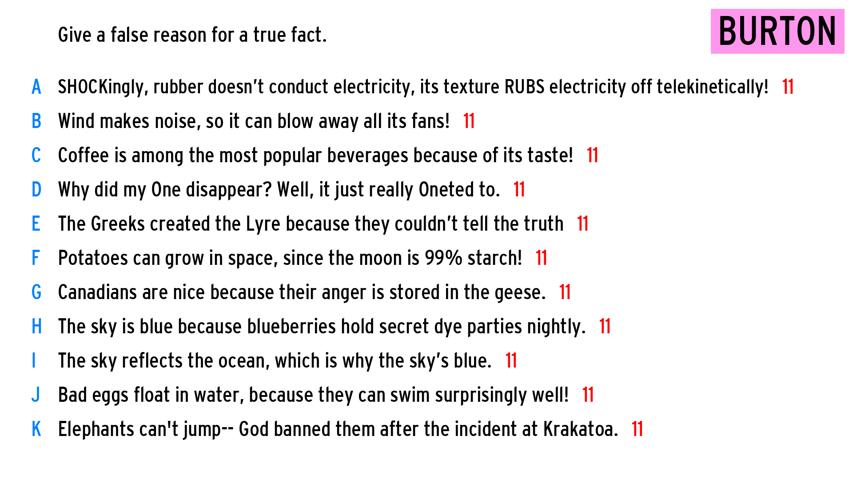 Give a false reason for a true fact.
BURTON
A SHOCKingly, rubber doesn't conduct electricity, its texture RUBS electricity off telekinetically! 11
B Wind makes noise, so it can blow away all its fans! 11
C Coffee is among the most popular beverages because of its taste! 11
D Why did my One disappear? Well, it just really Oneted to. 11
E The Greeks created the Lyre because they couldn't tell the truth 11
F Potatoes can grow in space, since the moon is 99% starch! 11
G Canadians are nice because their anger is stored in the geese. 11
H The sky is blue because blueberries hold secret dye parties nightly. 11
I The sky reflects the ocean, which is why the sky's blue. 11
J Bad eggs float in water, because they can swim surprisingly well! 11
K Elephants can't jump-- God banned them after the incident at Krakatoa. 11